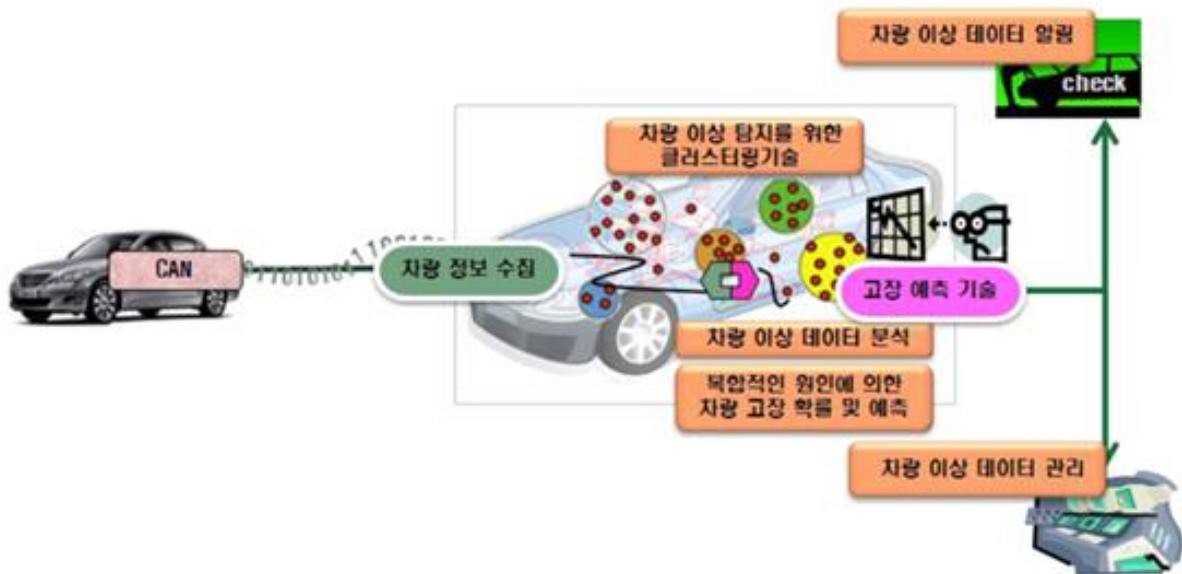 차량 이상 데이터 알림
check
차량 이상 탐지를 위한
클러스터링기술
CAN
차량 정보 수집
고장 예측 기술
차량 이상 데이터 분석
복합적인 원인에 의한
차량 고장 확률 및 예측
차량 이상 데이터 관리